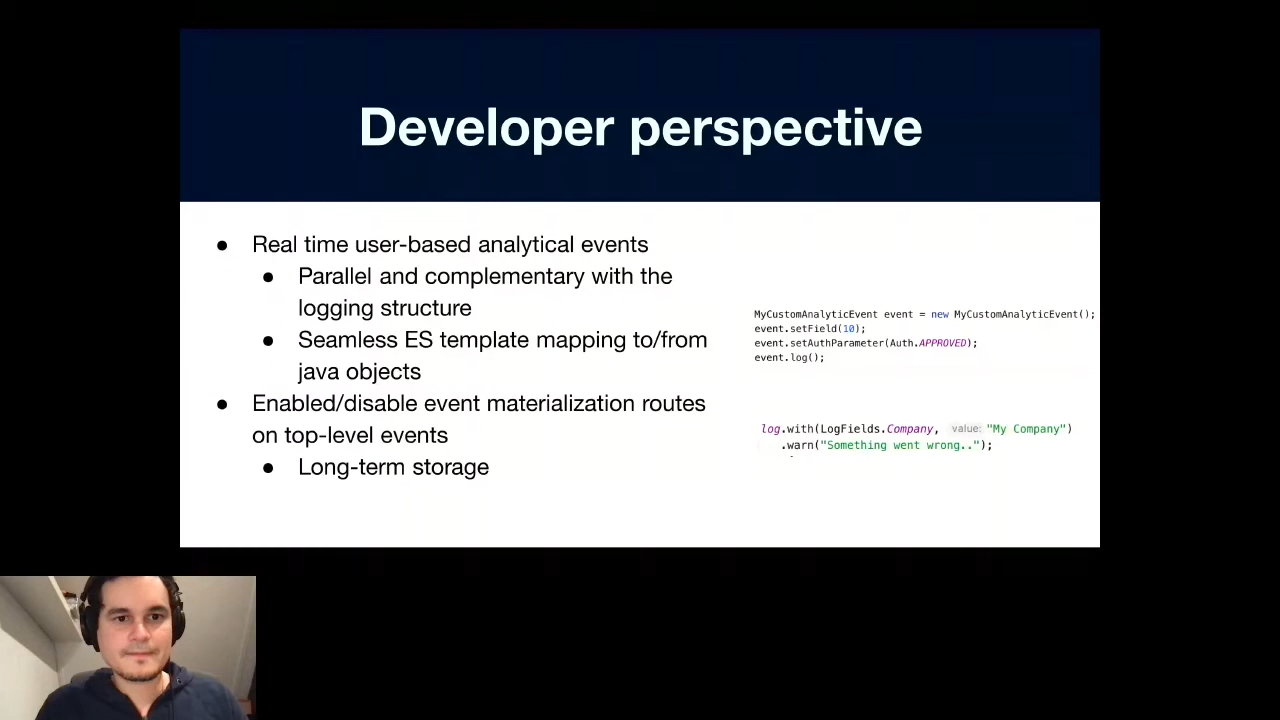 Developer perspective
● Real time user-based analytical events
● Parallel and complementary with the
logging structure
● Seamless ES template mapping to/from
java objects
● Enabled/disable event materialization routes
on top-level events
● Long-term storage
MyCustomAnalyticEvent event = new MyCustomAnalyticEvent();
event.setField(10);
event.setAuthParameter(Auth.APPROVED);
event.log();
log.with(LogFields.Company, value: "My Company")
.warn("Something went wrong..");